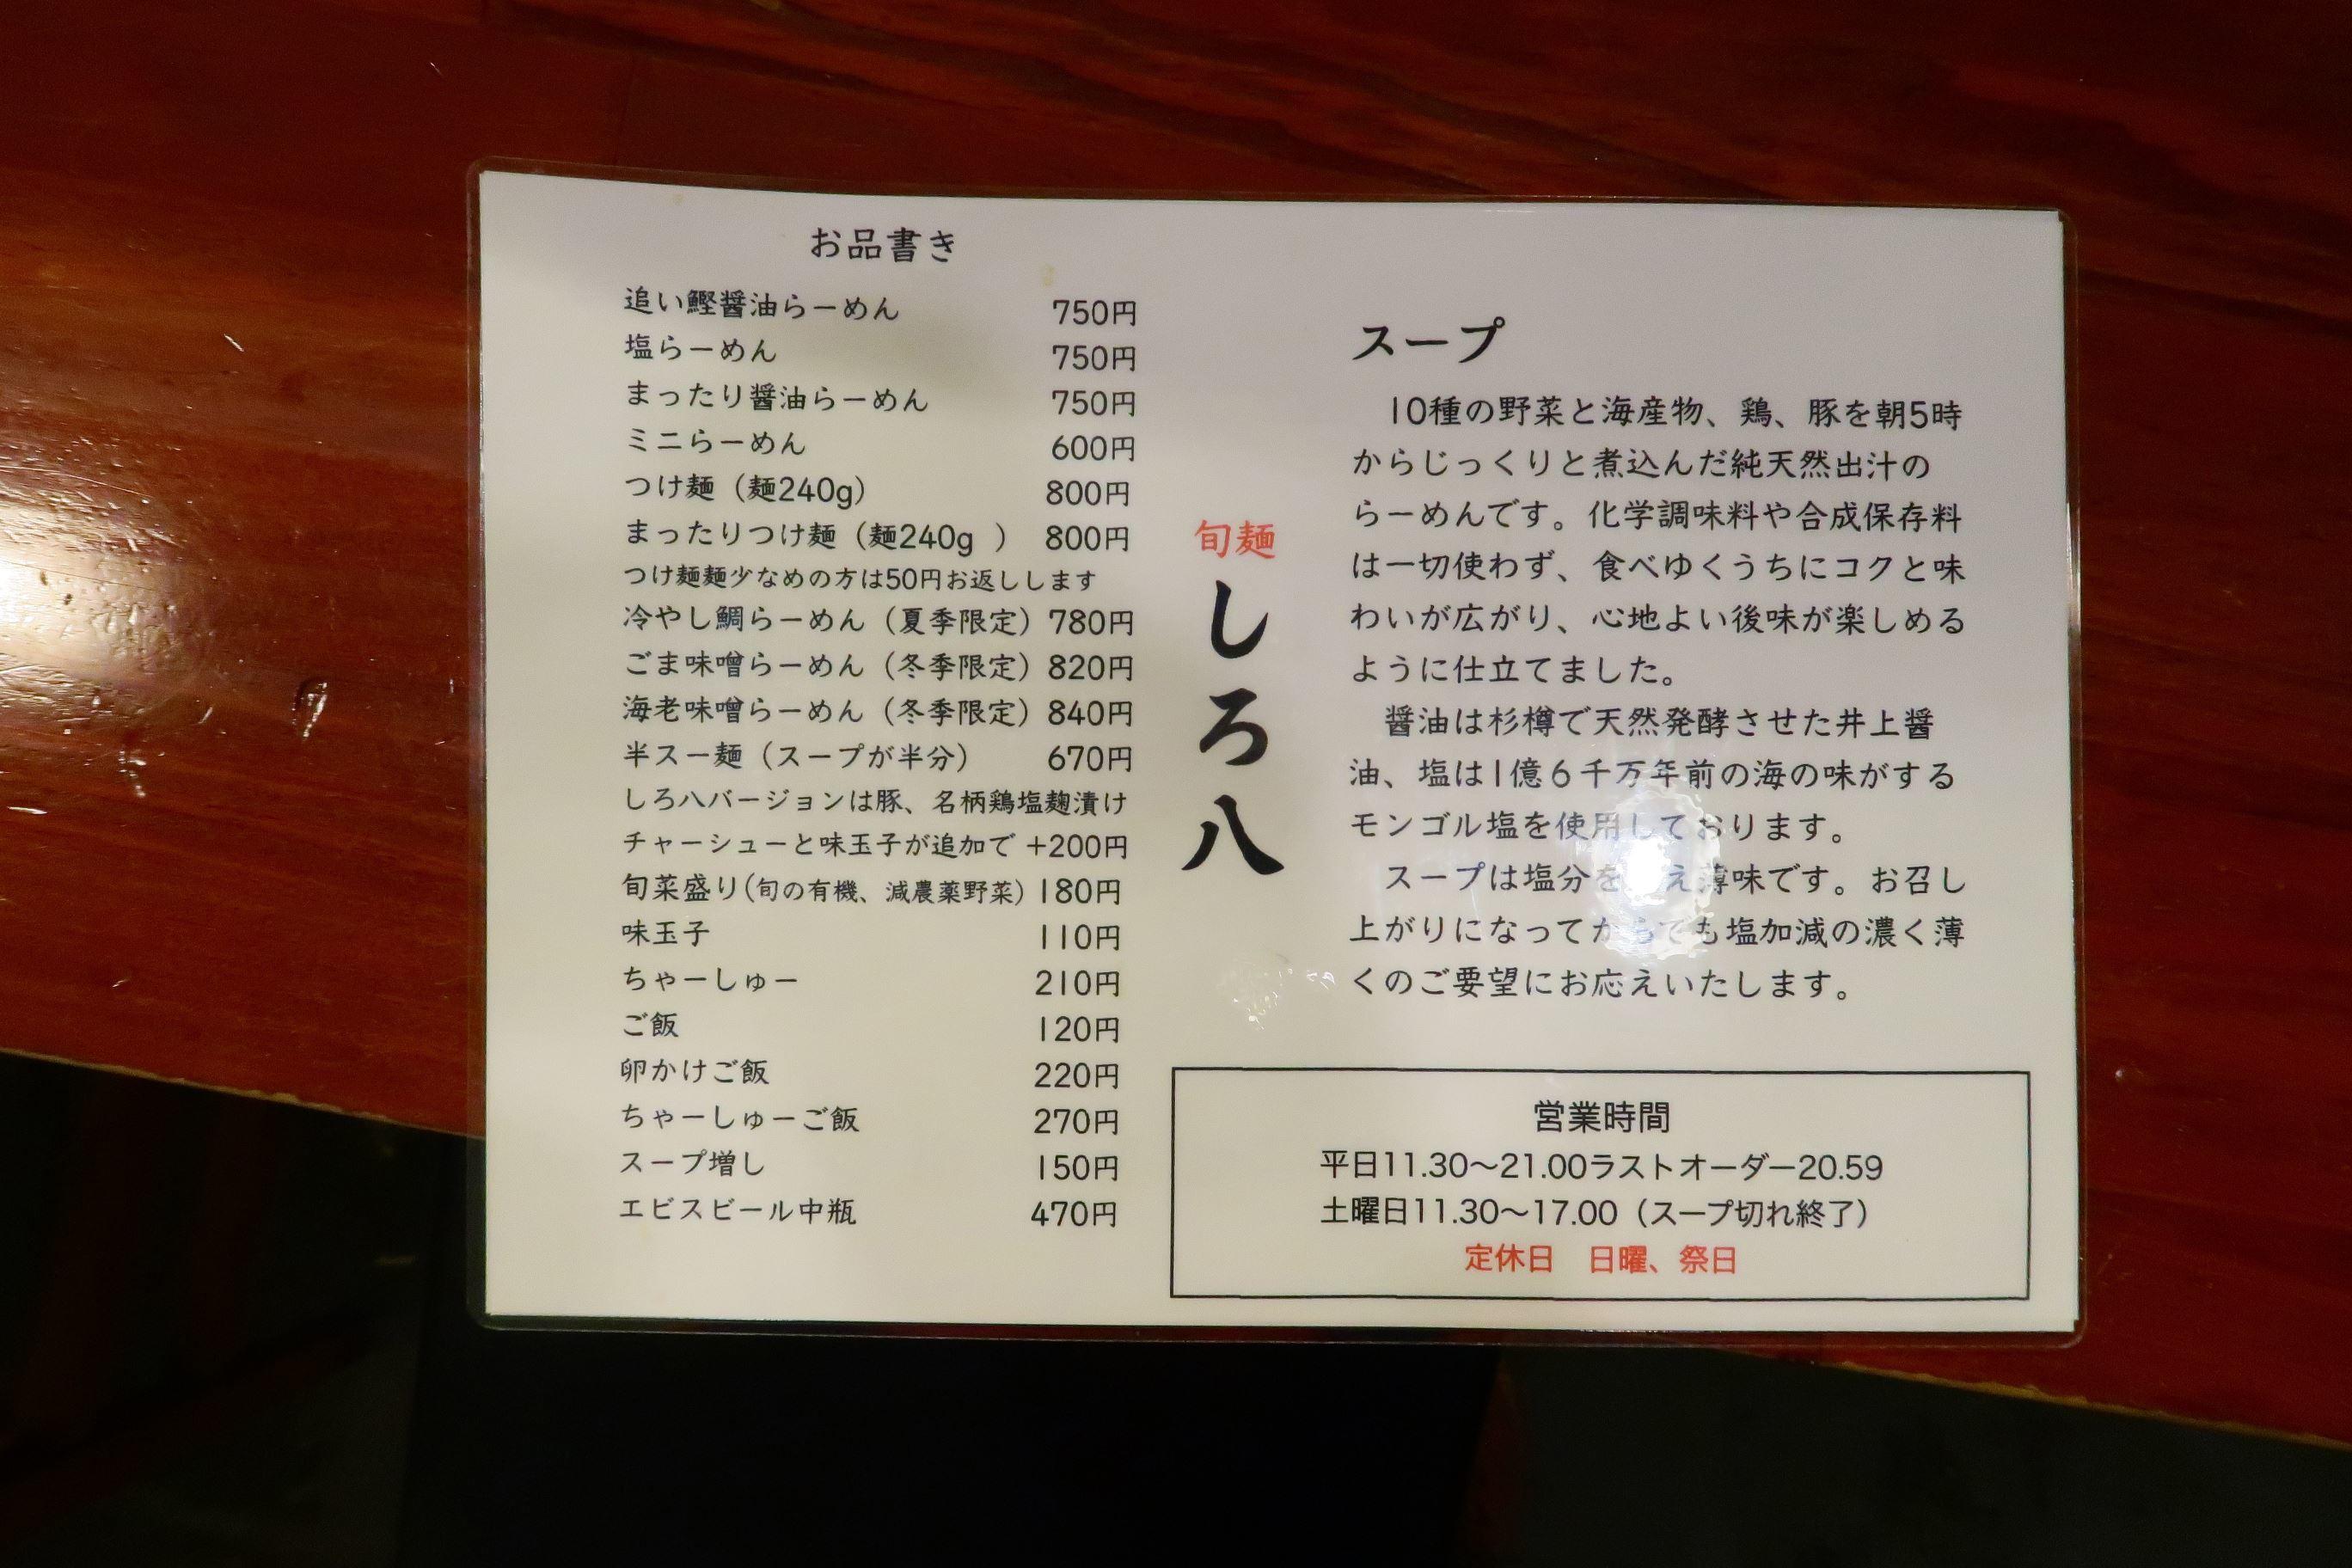 お品書き
追い鰹醤油らーめん 750円
塩らーめん 750円
まったり醤油らーめん 750円
ミニらーめん 600円
つけ麺（麺240g） 800円
まったりつけ麺（麺240g ） 800円
つけ麺麺少なめの方は50円お返しします
冷やし鯛らーめん（夏季限定）780円
ごま味噌らーめん（冬季限定）820円
海老味噌らーめん（冬季限定）840円
半スー麺（スープが半分） 670円
しろ八バージョンは豚、名柄鶏塩麹漬け
チャーシューと味玉子が追加で +200円
旬菜盛り(旬の有機、減農薬野菜) 180円
味玉子 110円
ちゃーしゅー 210円
ご飯 120円
卵かけご飯 220円
ちゃーしゅーご飯 270円
スープ増し 150円
エビスビール中瓶 470円
旬麺
しろ八
スープ
10種の野菜と海産物、鶏、豚を朝5時
からじっくりと煮込んだ純天然出汁の
らーめんです。化学調味料や合成保存料
は一切使わず、食べゆくうちにコクと味
わいが広がり、心地よい後味が楽しめる
ように仕立てました。
醤油は杉樽で天然発酵させた井上醤
油、塩は1億６千万年前の海の味がする
モンゴル塩を使用しております。
スープは塩分を え薄味です。お召し
上がりになってからでも塩加減の濃く薄
くのご要望にお応えいたします。
営業時間
平日11.30〜21.00ラストオーダー20.59
土曜日11.30〜17.00（スープ切れ終了）
定休日 日曜、祭日